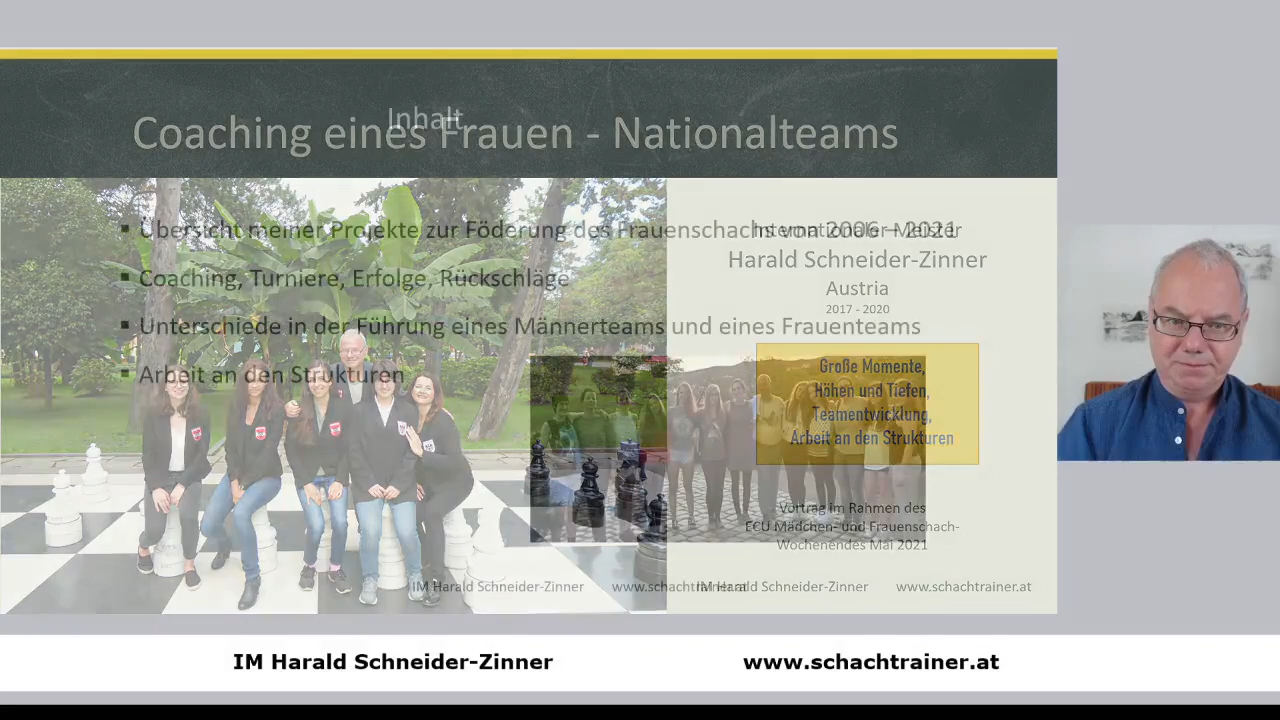 Inhalt
Coaching eines Frauen - Nationalteams
▪ Übersicht meiner Projekte zur Föderung des Frauenschachs von 2006 – 2021
Internationaler Meister
Harald Schneider-Zinner
Austria
2017 - 2020
▪ Coaching, Turniere, Erfolge, Rückschläge
▪ Unterschiede in der Führung eines Männerteams und eines Frauenteams
▪ Arbeit an den Strukturen
Große Momente,
Höhen und Tiefen,
Teamentwicklung,
Arbeit an den Strukturen
Vortrag im Rahmen des
ECU Mädchen- und Frauenschach-
Wochenendes Mai 2021
IM Harald Schneider-Zinner www.schachtrainer.at
IM Harald Schneider-Zinner www.schachtrainer.at
IM Harald Schneider-Zinner www.schachtrainer.at